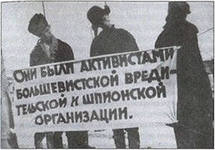 ОНИ БЫЛИ АКТИВИСТАМИ
БОЛЬШЕВИСТСКОЙ ВРЕДИ-
ТЕЛЬСКОЙ И ШПИОНСКОЙ
ОРГАНИЗАЦИИ.